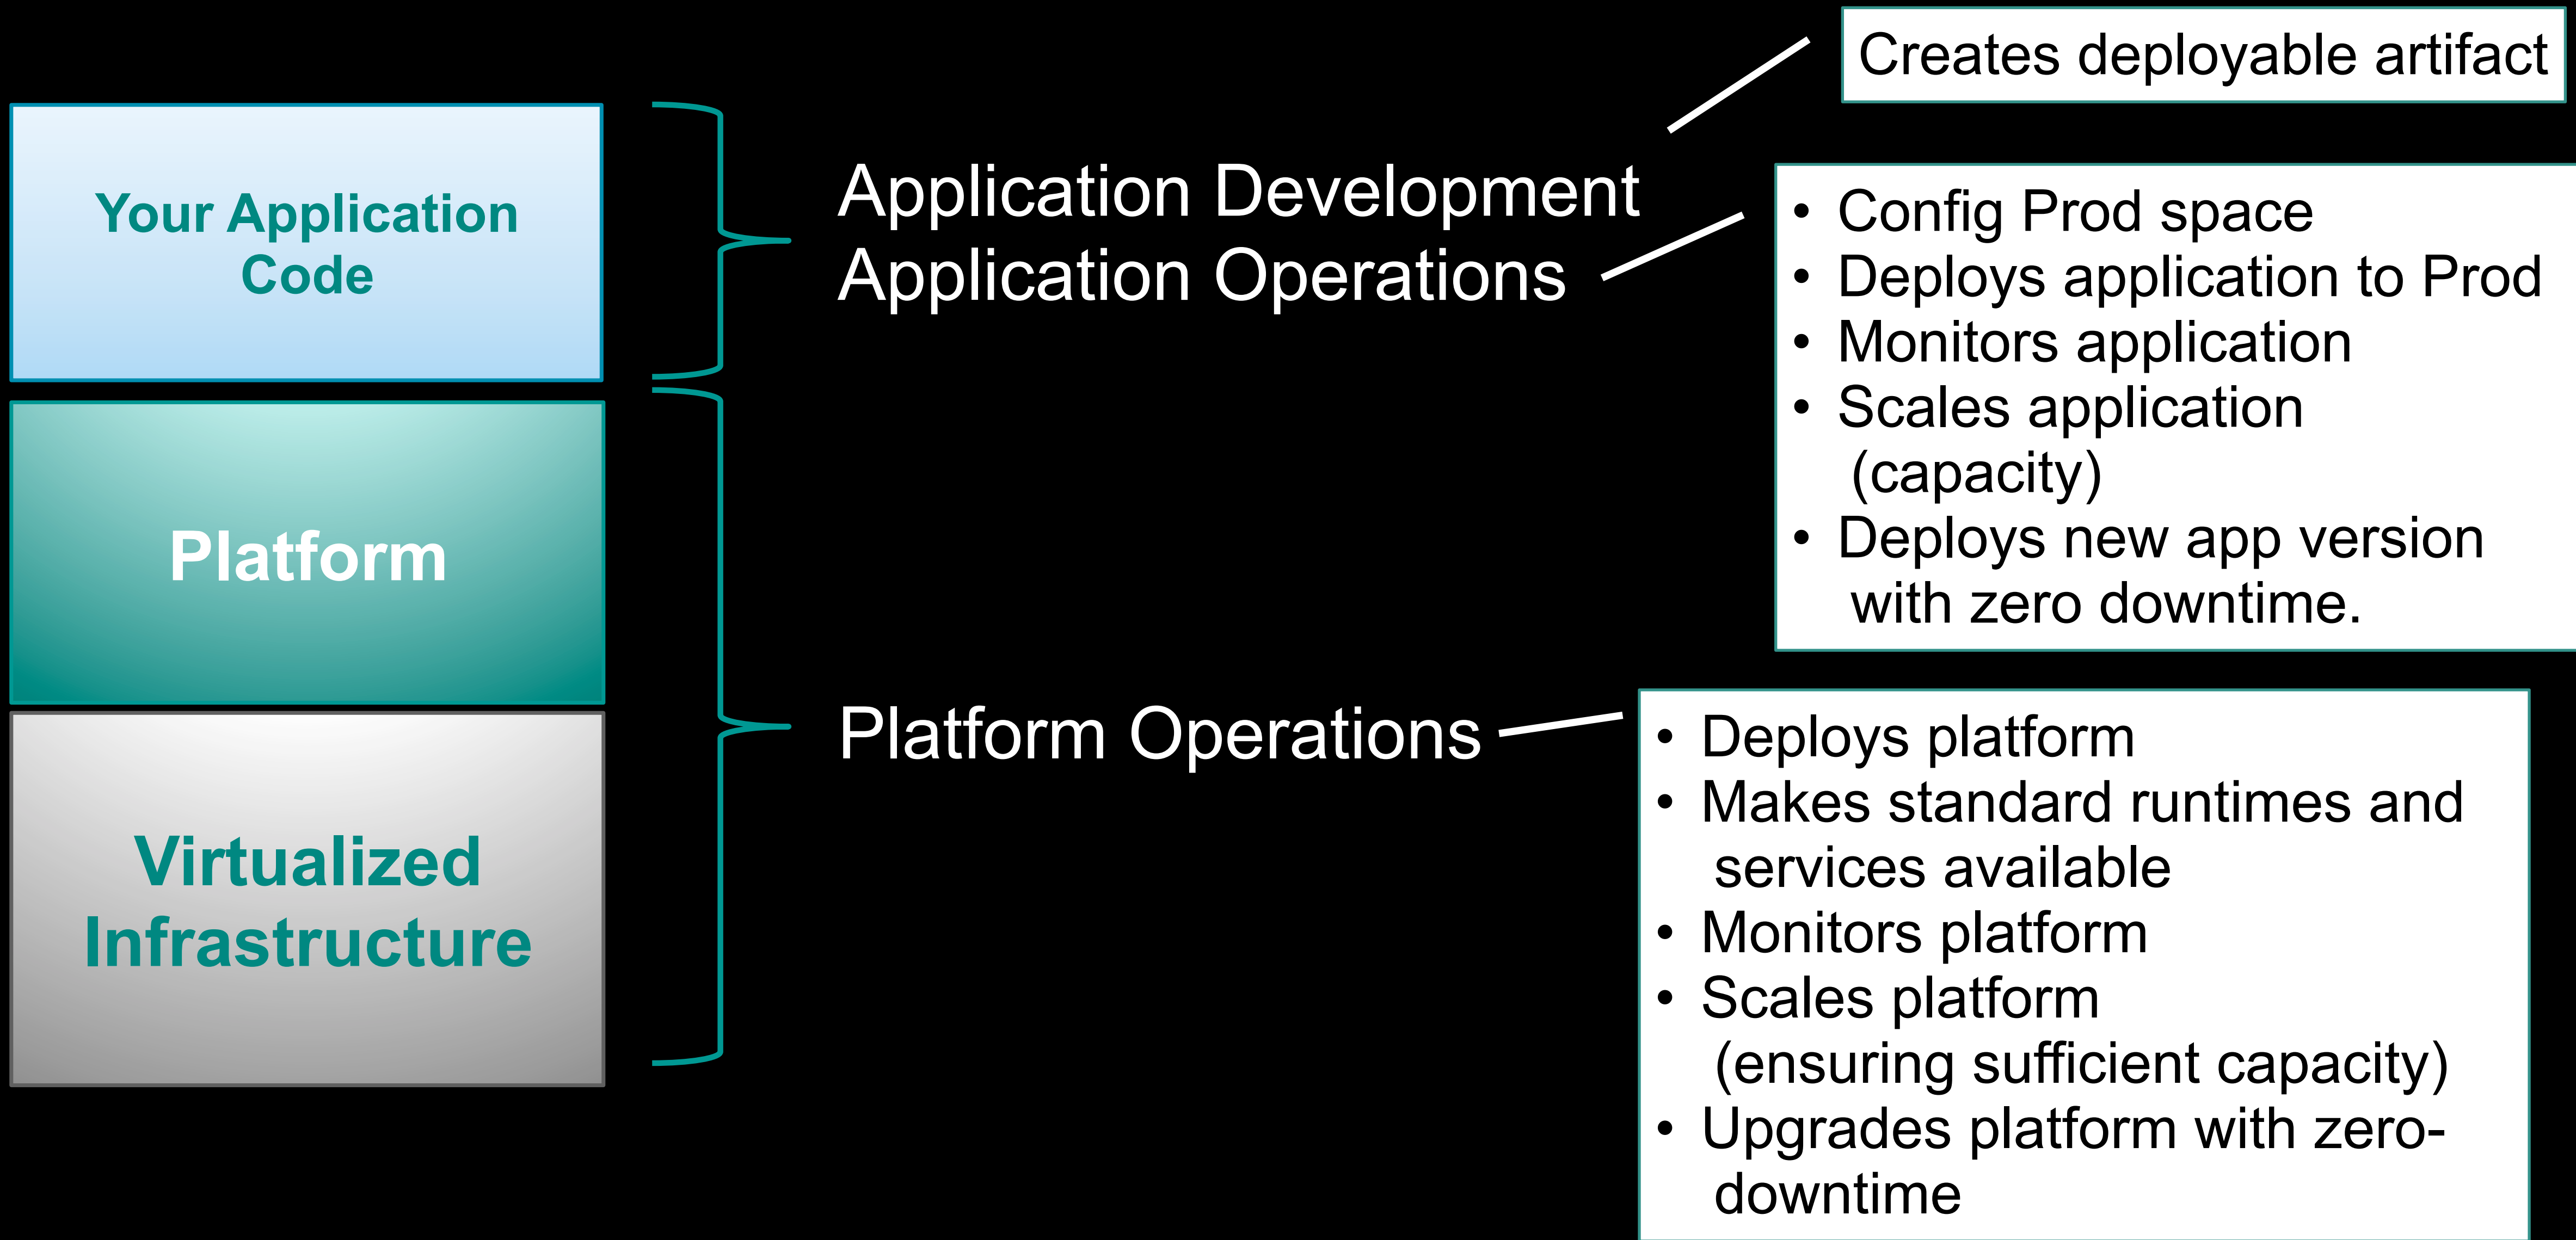 Creates deployable artifact
Your Application
Code
Application Development
Application Operations
• Config Prod space
• Deploys application to Prod
• Monitors application
• Scales application
(capacity)
• Deploys new app version
with zero downtime.
Platform
Virtualized
Infrastructure
Platform Operations
• Deploys platform
• Makes standard runtimes and
services available
• Monitors platform
• Scales platform
(ensuring sufficient capacity)
• Upgrades platform with zero-
downtime